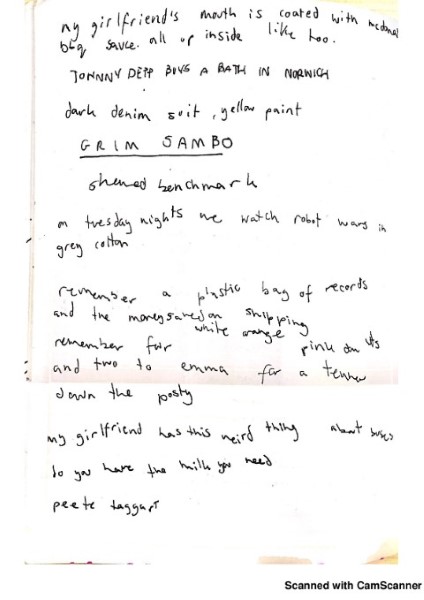 my girlfriend's mouth is coated with mcdonal
bbq sauce. all up inside like too.
JOHNNY DEPP BUYS A BATH IN NORWICH
dark denim suit, yellow paint
GRIM SAMBO
benchmark
on tuesday nights we watch robot wars in
grey cotton
remember a plastic bag of records
and the money saved on shipping
white orange
remember for pink donuts
and two to emma for a tenner
down the posty
my girlfriend has this weird thing about buses
do you have the milk you need
peete taggart
Scanned with CamScanner